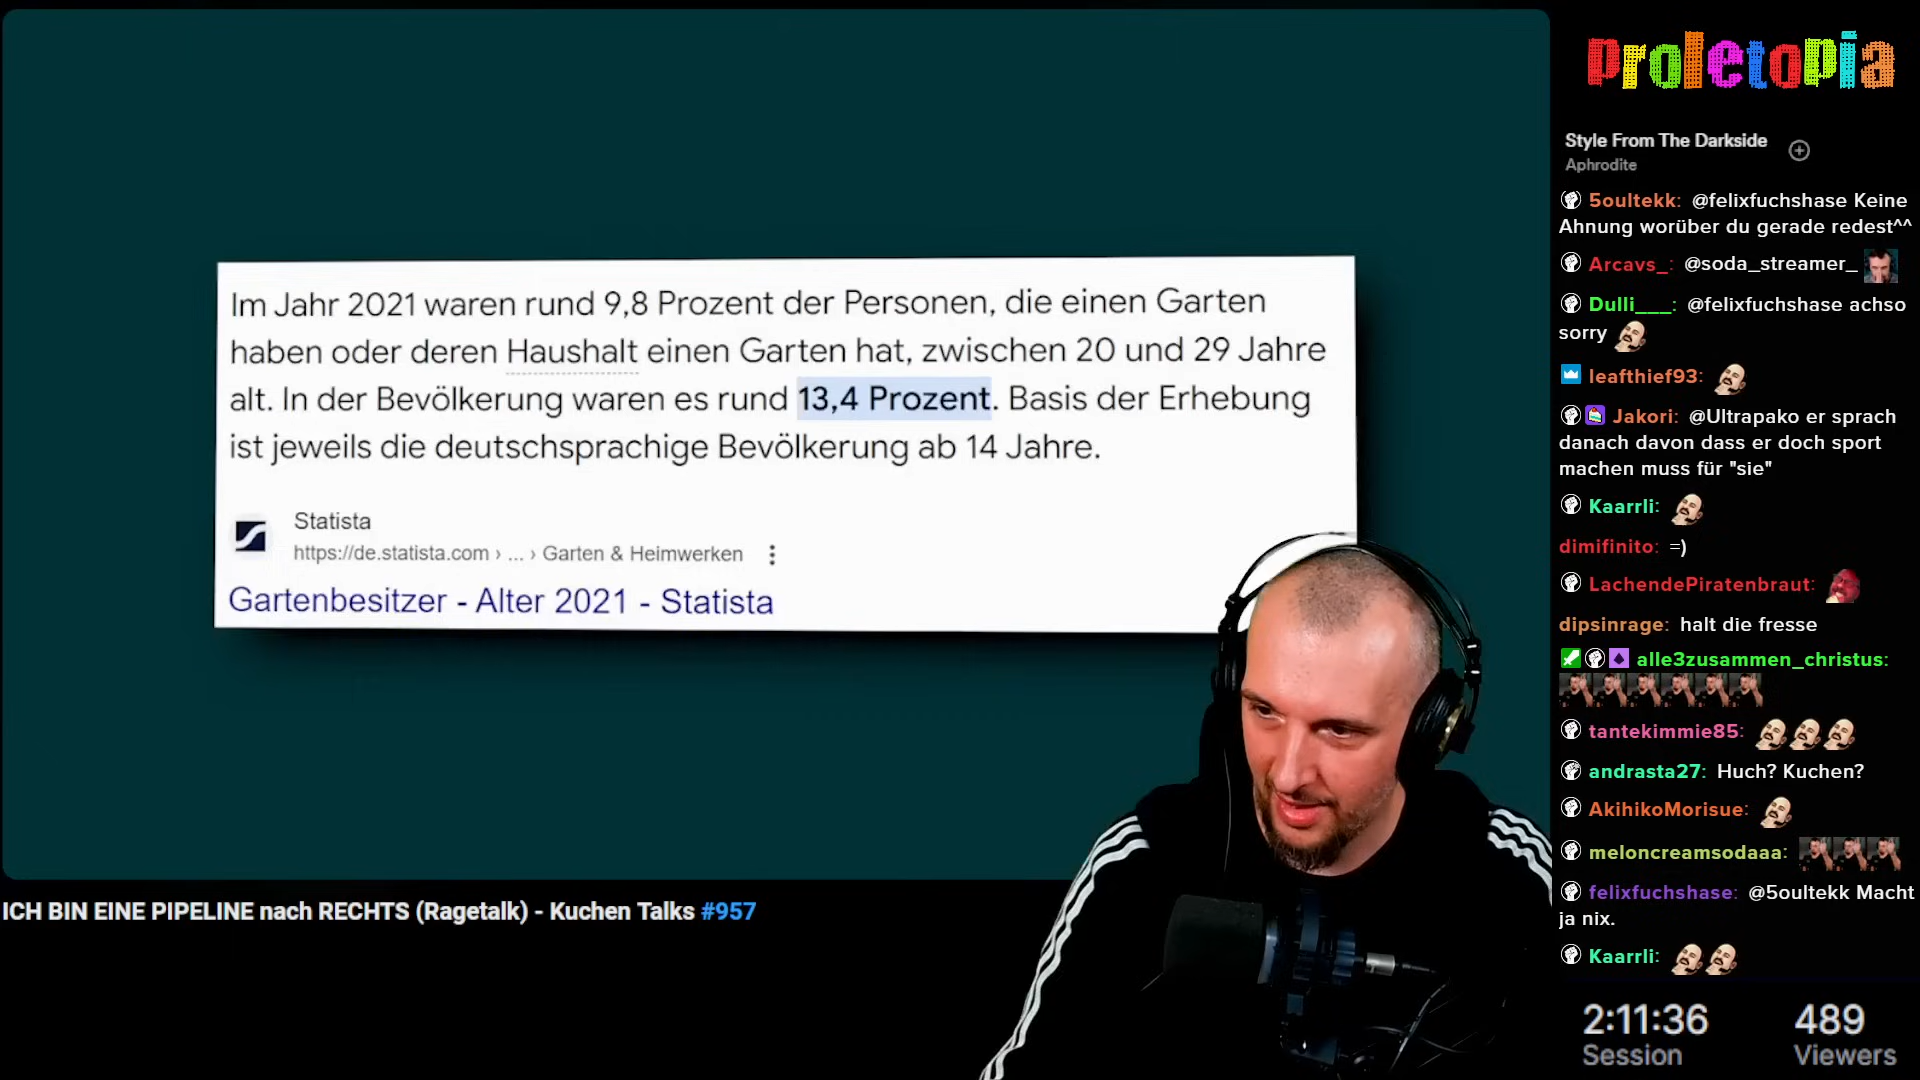 Im Jahr 2021 waren rund 9,8 Prozent der Personen, die einen Garten
haben oder deren Haushalt einen Garten hat, zwischen 20 und 29 Jahre
alt. In der Bevölkerung waren es rund 13,4 Prozent. Basis der Erhebung
ist jeweils die deutschsprachige Bevölkerung ab 14 Jahre.
Statista
https://de.statista.com › ... › Garten & Heimwerken
Gartenbesitzer - Alter 2021 - Statista
ICH BIN EINE PIPELINE nach RECHTS (Ragetalk) - Kuchen Talks #957
Proletopia
Style From The Darkside
Aphrodite
5oultekk: @felixfuchshase Keine
Ahnung worüber du gerade redest^^
Arcavs_: @soda_streamer_
Dulli___: @felixfuchshase achso
sorry
leafthief93:
Jakori: @Ultrapako er sprach
danach davon dass er doch sport
machen muss für "sie"
Kaarrli:
dimifinito: =)
LachendePiratenbraut:
dipsinrage: halt die fresse
alle3zusammen_christus:
tantekimmie85:
andrasta27: Huch? Kuchen?
AkihikoMorisue:
meloncreamsodaaa:
felixfuchshase: @5oultekk Macht
ja nix.
Kaarrli:
2:11:36
Session
489
Viewers